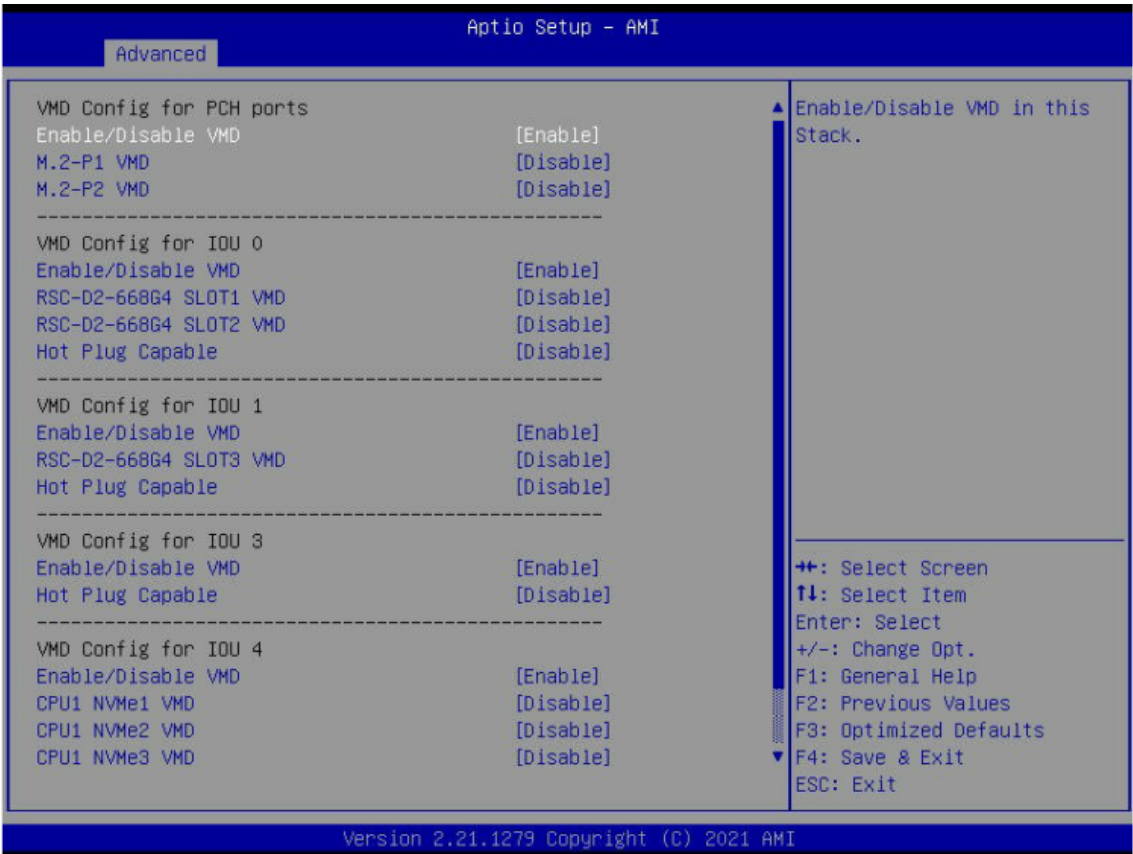 Aptio Setup – AMI
Advanced
VMD Config for PCH ports
Enable/Disable VMD [Enable]
M.2-P1 VMD [Disable]
M.2-P2 VMD [Disable]
VMD Config for IOU 0
Enable/Disable VMD [Enable]
RSC-D2-668G4 SLOT1 VMD [Disable]
RSC-D2-668G4 SLOT2 VMD [Disable]
Hot Plug Capable [Disable]
VMD Config for IOU 1
Enable/Disable VMD [Enable]
RSC-D2-668G4 SLOT3 VMD [Disable]
Hot Plug Capable [Disable]
VMD Config for IOU 3
Enable/Disable VMD [Enable]
Hot Plug Capable [Disable]
VMD Config for IOU 4
Enable/Disable VMD [Enable]
CPU1 NVMe1 VMD [Disable]
CPU1 NVMe2 VMD [Disable]
CPU1 NVMe3 VMD [Disable]
Enable/Disable VMD in this
Stack.
→←: Select Screen
↑↓: Select Item
Enter: Select
+/-: Change Opt.
F1: General Help
F2: Previous Values
F3: Optimized Defaults
F4: Save & Exit
ESC: Exit
Version 2.21.1279 Copyright (C) 2021 AMI